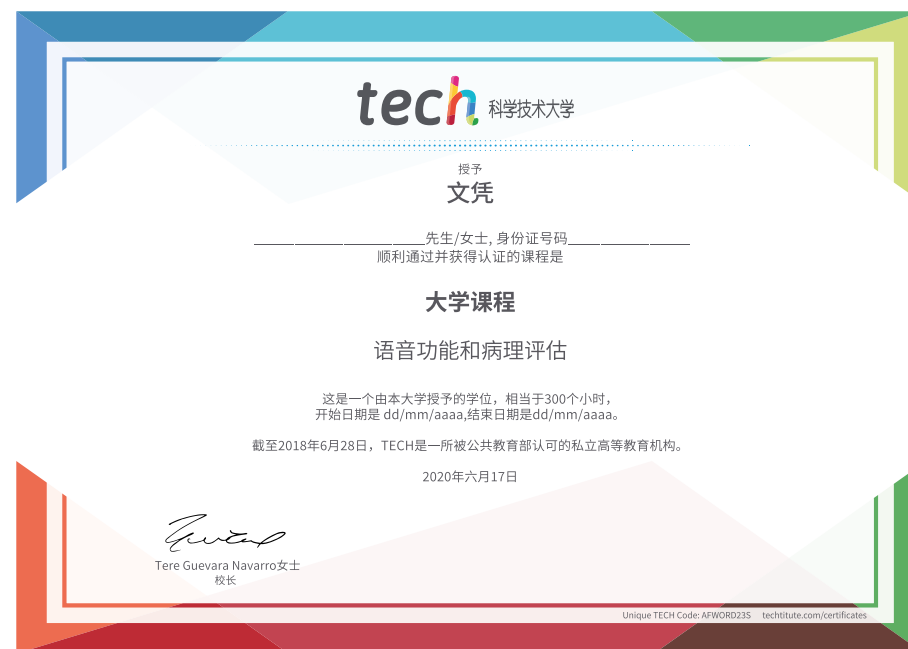 tech 科学技术大学
授予
文凭
______________________先生/女士, 身份证号码________________
顺利通过并获得认证的课程是
大学课程
语音功能和病理评估
这是一个由本大学授予的学位，相当于300个小时，
开始日期是 dd/mm/aaaa,结束日期是dd/mm/aaaa。
截至2018年6月28日，TECH是一所被公共教育部认可的私立高等教育机构。
2020年六月17日
Tere Guevara Navarro女士
校长
Unique TECH Code: AFWORD23S techtitute.com/certificates